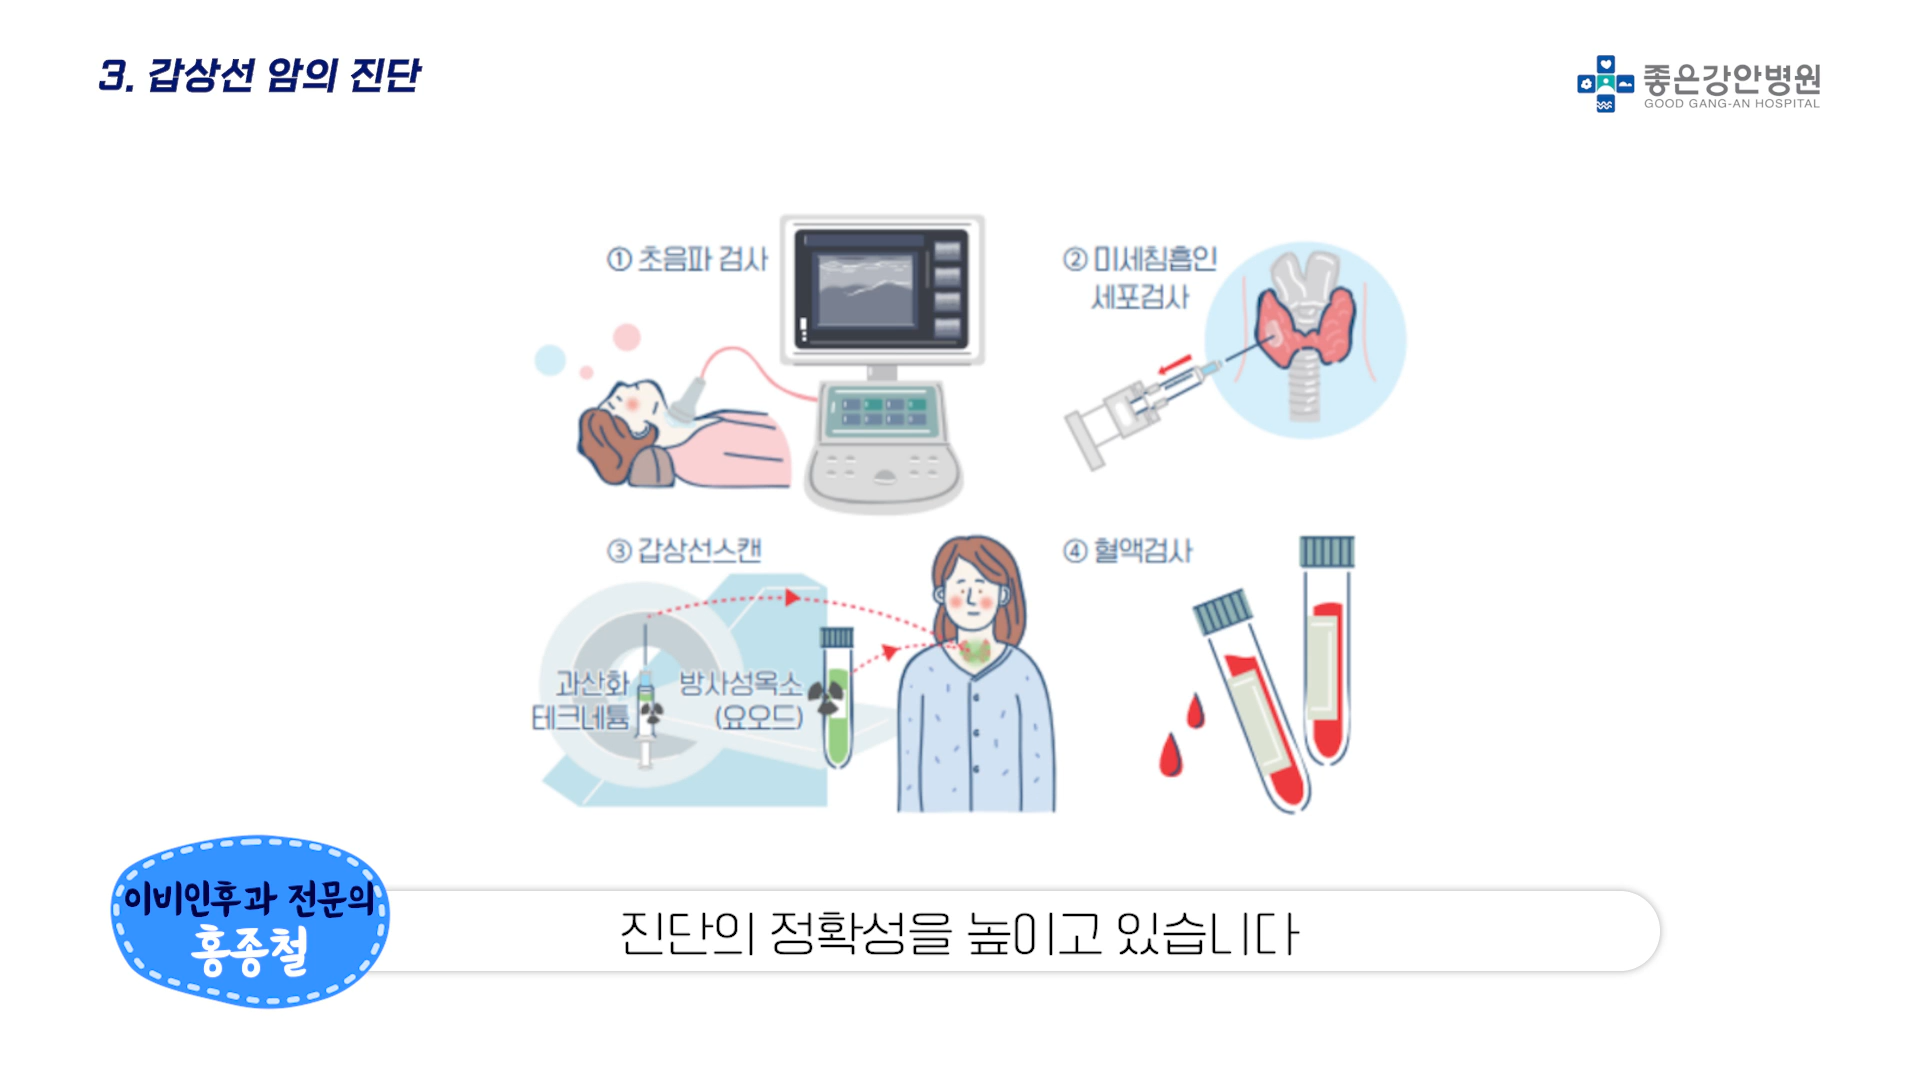 3. 갑상선 암의 진단
좋은강안병원
GOOD GANG-AN HOSPITAL
① 초음파 검사
② 미세침흡인
세포검사
③ 갑상선스캔
과산화
테크네튬
방사성옥소
(요오드)
④ 혈액검사
이비인후과 전문의
홍종철
진단의 정확성을 높이고 있습니다